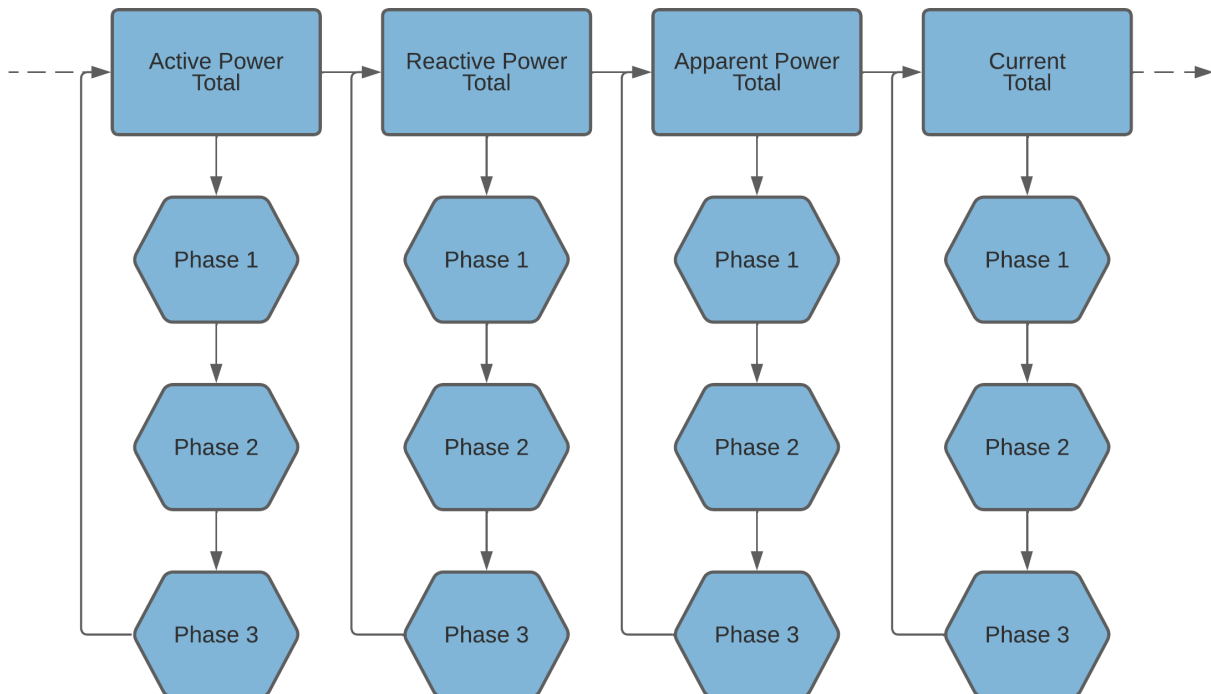 Active Power
Total
Reactive Power
Total
Apparent Power
Total
Current
Total
Phase 1
Phase 1
Phase 1
Phase 1
Phase 2
Phase 2
Phase 2
Phase 2
Phase 3
Phase 3
Phase 3
Phase 3